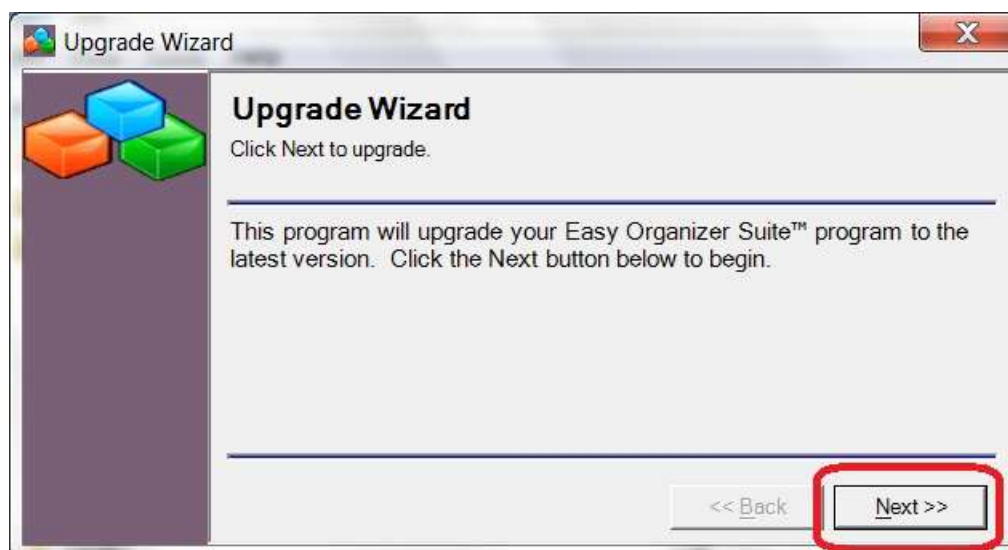 Upgrade Wizard
X
Upgrade Wizard
Click Next to upgrade.
This program will upgrade your Easy Organizer Suite™ program to the
latest version. Click the Next button below to begin.
<< Back Next >>